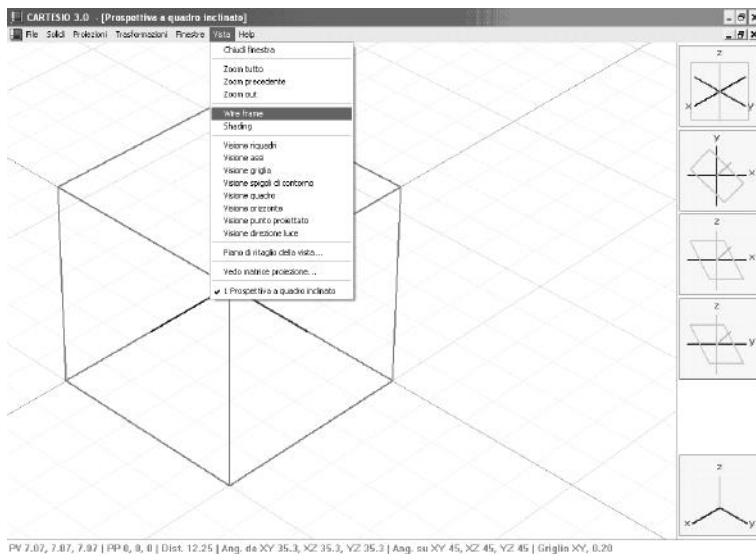 CARTESIO 3.0 - [Prospettiva a quadro inclinato]
File Solidi Proiezioni Trasformazioni Finestre Vista Help
Chiudi finestra
Zoom tutto
Zoom precedente
Zoom out
Wire frame
Shading
Visione riquadri
Visione assi
Visione griglia
Visione spigoli di contorno
Visione quadro
Visione orizzonte
Visione punto proiettato
Visione direzione luce
Piano di ritaglio della vista...
Vedo matrice proiezione...
✔ 1 Prospettiva a quadro inclinato
z
x
y
y
x
z
x
z
y
z
x
y
PV 7.07, 7.07, 7.07 | PP 0, 0, 0 | Dist. 12.25 | Ang. da XY 35.3, XZ 35.3, YZ 35.3 | Ang. su XY 45, XZ 45, YZ 45 | Griglia XY, 0.20